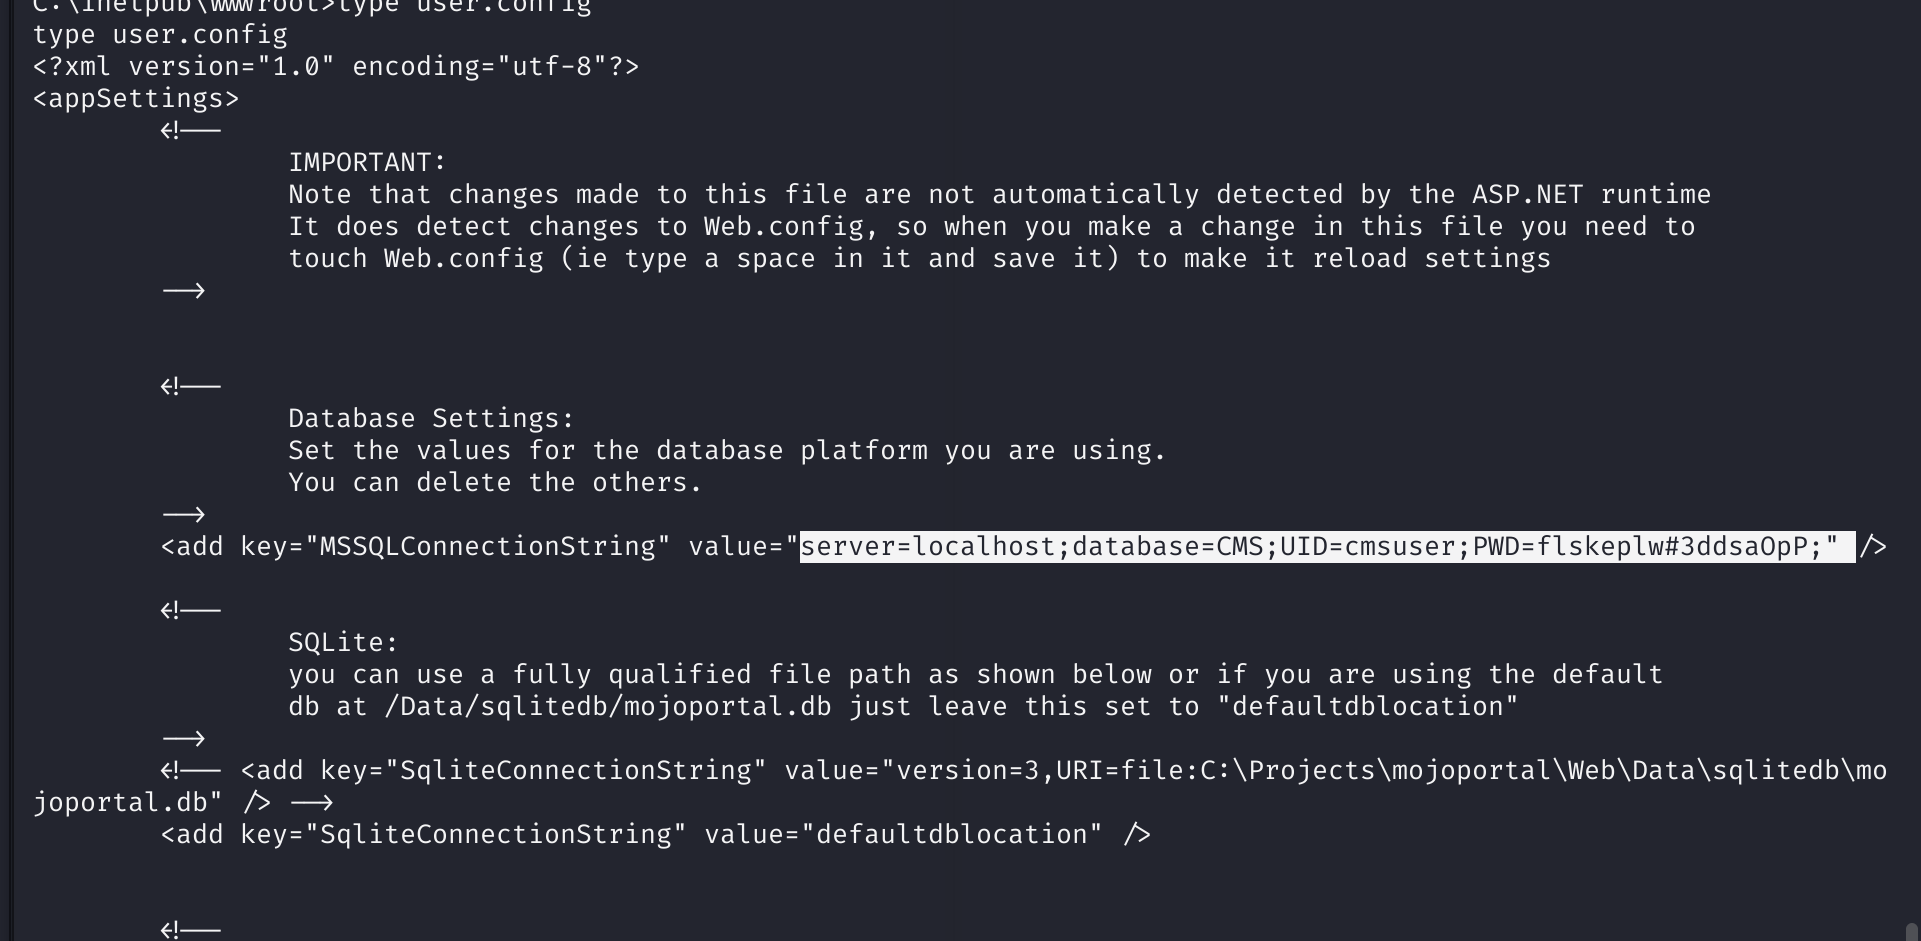 C:\inetpub\wwwroot>type user.config
type user.config
<?xml version="1.0" encoding="utf-8"?>
<appSettings>
<!--
IMPORTANT:
Note that changes made to this file are not automatically detected by the ASP.NET runtime
It does detect changes to Web.config, so when you make a change in this file you need to
touch Web.config (ie type a space in it and save it) to make it reload settings
-->
<!--
Database Settings:
Set the values for the database platform you are using.
You can delete the others.
-->
<add key="MSSQLConnectionString" value="server=localhost;database=CMS;UID=cmsuser;PWD=flskeplw#3ddsaOpP;" />
<!--
SQLite:
you can use a fully qualified file path as shown below or if you are using the default
db at /Data/sqlitedb/mojoportal.db just leave this set to "defaultdblocation"
-->
<!-- <add key="SqliteConnectionString" value="version=3,URI=file:C:\Projects\mojoportal\Web\Data\sqlitedb\mo
joportal.db" /> -->
<add key="SqliteConnectionString" value="defaultdblocation" />
<!--